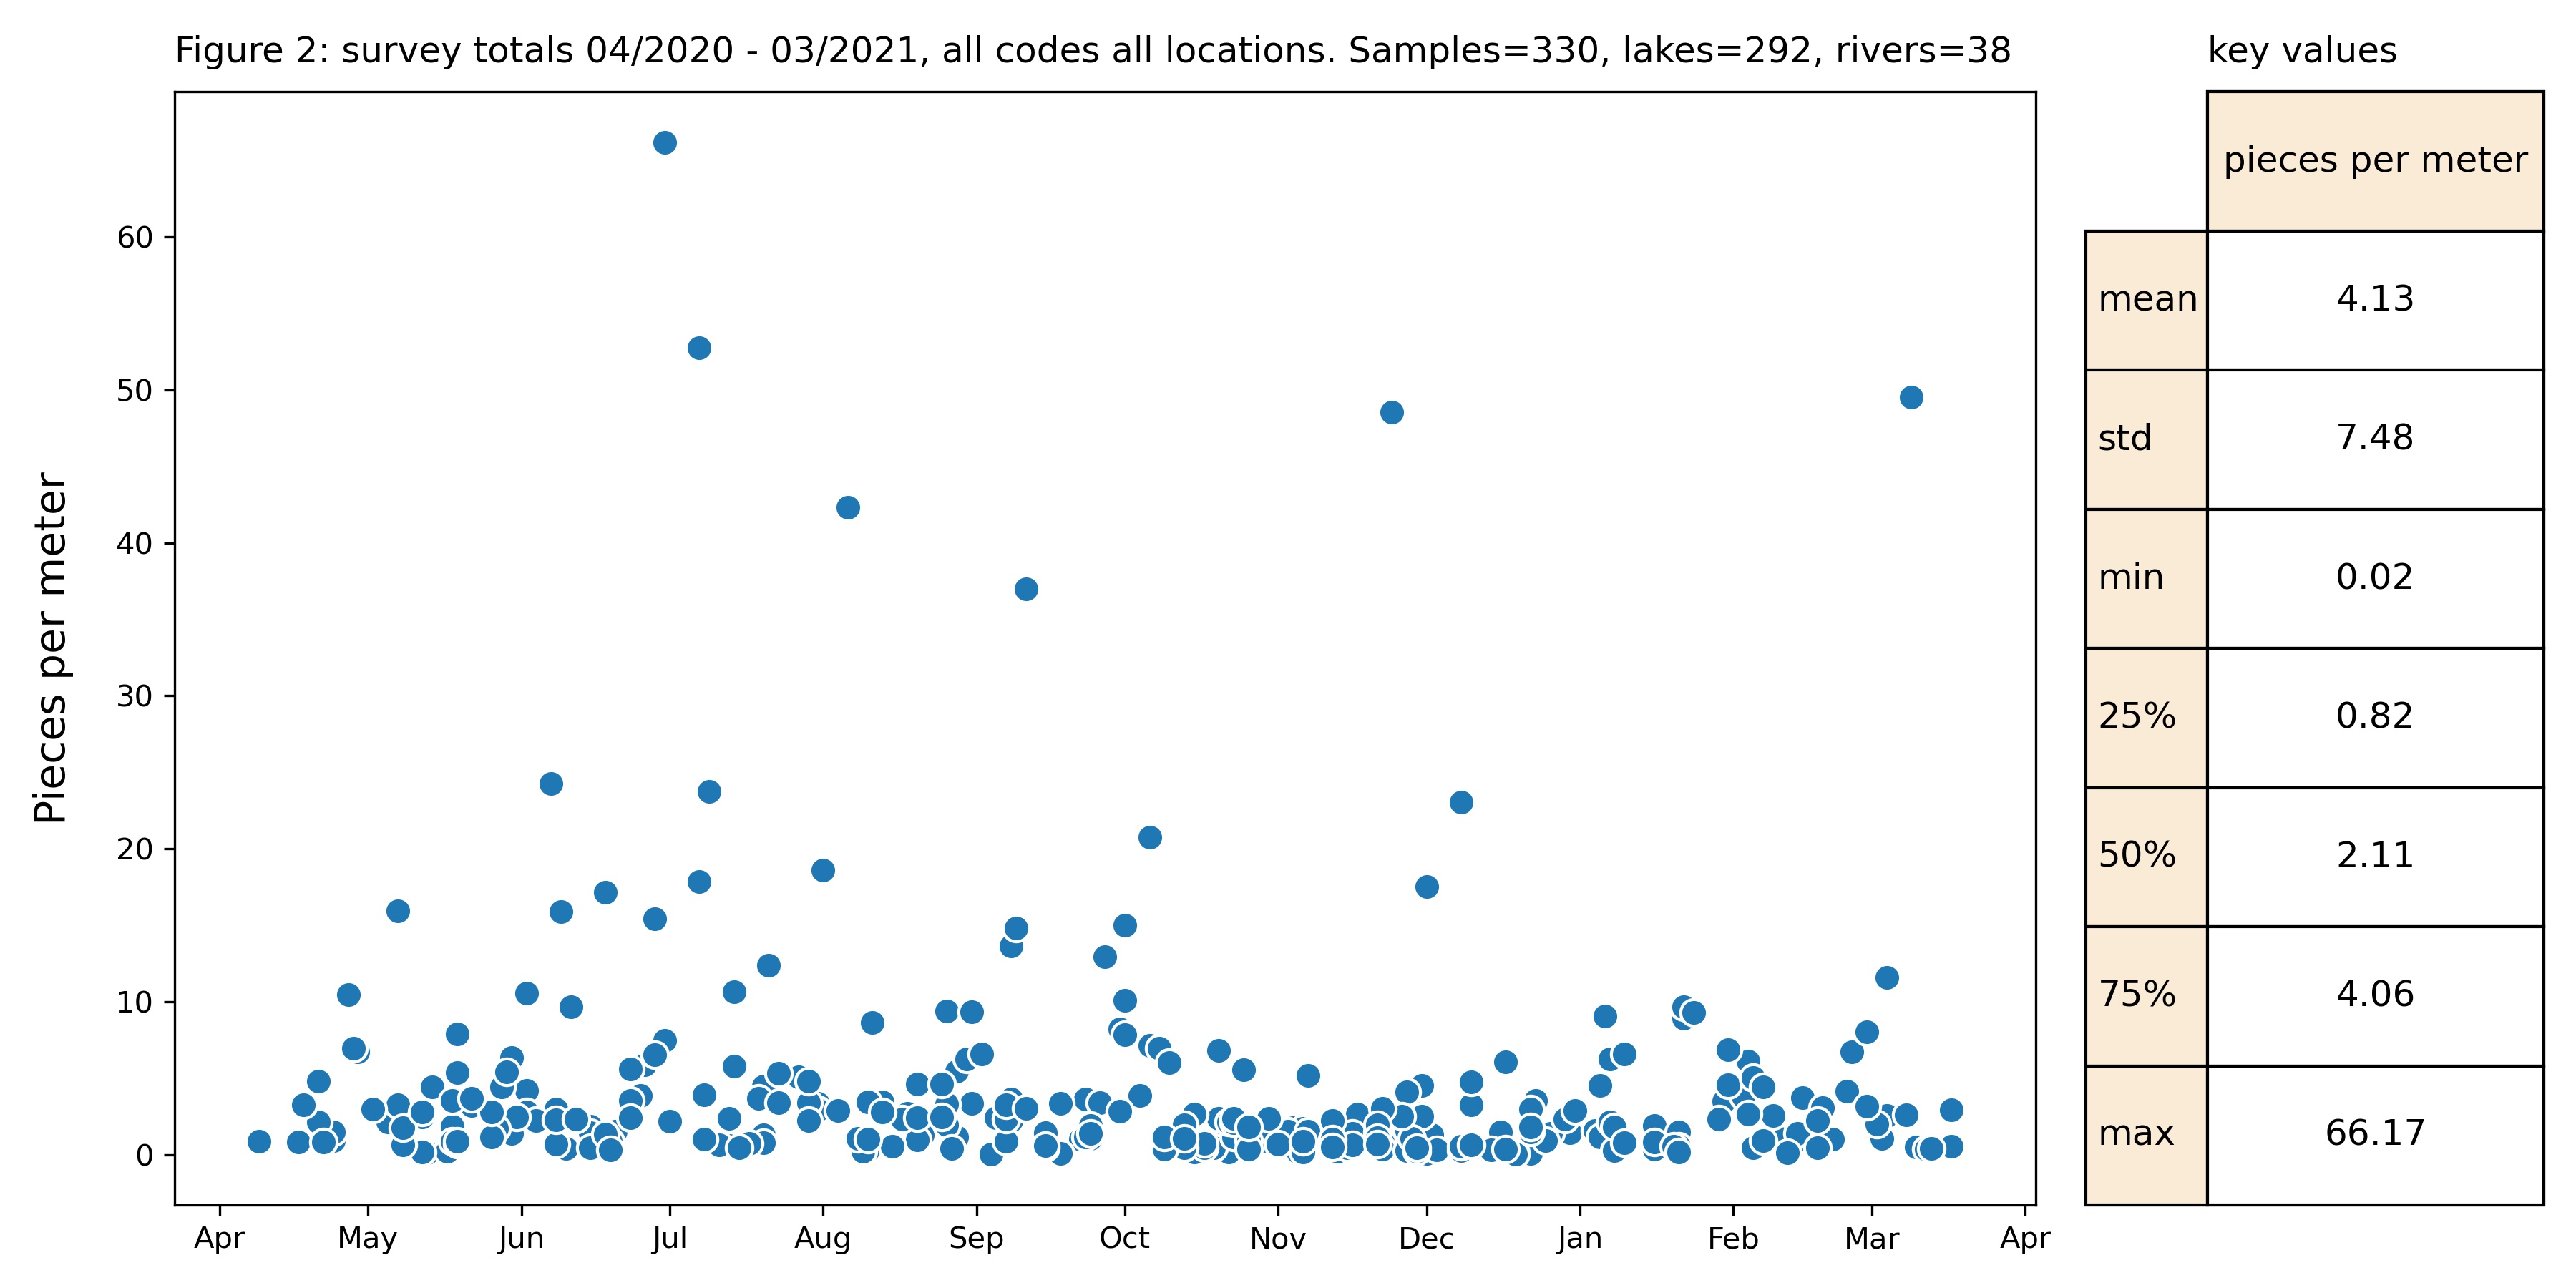 Figure 2: survey totals 04/2020 - 03/2021, all codes all locations. Samples=330, lakes=292, rivers=38
Pieces per meter
60
50
40
30
20
10
0
Apr May Jun Jul Aug Sep Oct Nov Dec Jan Feb Mar Apr
key values
pieces per meter
mean 4.13
std 7.48
min 0.02
25% 0.82
50% 2.11
75% 4.06
max 66.17